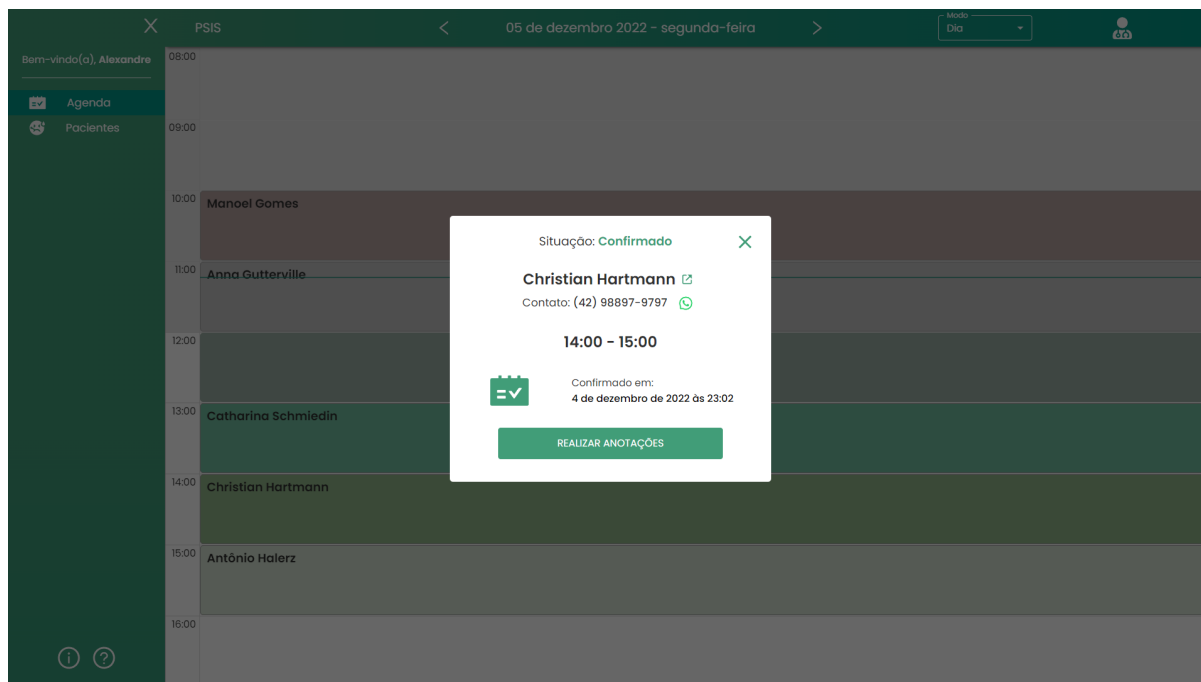 PSIS
05 de dezembro 2022 - segunda-feira
Modo
Dia
Bem-vindo(a), Alexandre
Agenda
Pacientes
08:00
09:00
10:00
Manoel Gomes
11:00
Anna Gutterville
12:00
13:00
Catharina Schmiedin
14:00
Christian Hartmann
15:00
Antônio Halerz
16:00
Situação: Confirmado
Christian Hartmann
Contato: (42) 98897-9797
14:00 - 15:00
Confirmado em:
4 de dezembro de 2022 às 23:02
REALIZAR ANOTAÇÕES